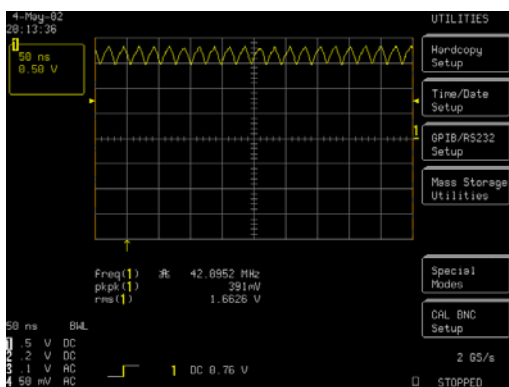 4-May-02
20:13:36
UTILITIES
1
50 ns
0.50 V
Hardcopy
Setup
Time/Date
Setup
1
GPIB/RS232
Setup
Mass Storage
Utilities
freq(1) 42.0952 MHz
pkpk(1) 391mV
rms(1) 1.6626 V
Special
Modes
CAL BNC
Setup
50 ns BWL
1 .5 V DC
2 .2 V DC
3 .1 V AC
4 50 mV AC
1 DC 0.76 V
2 GS/s
STOPPED